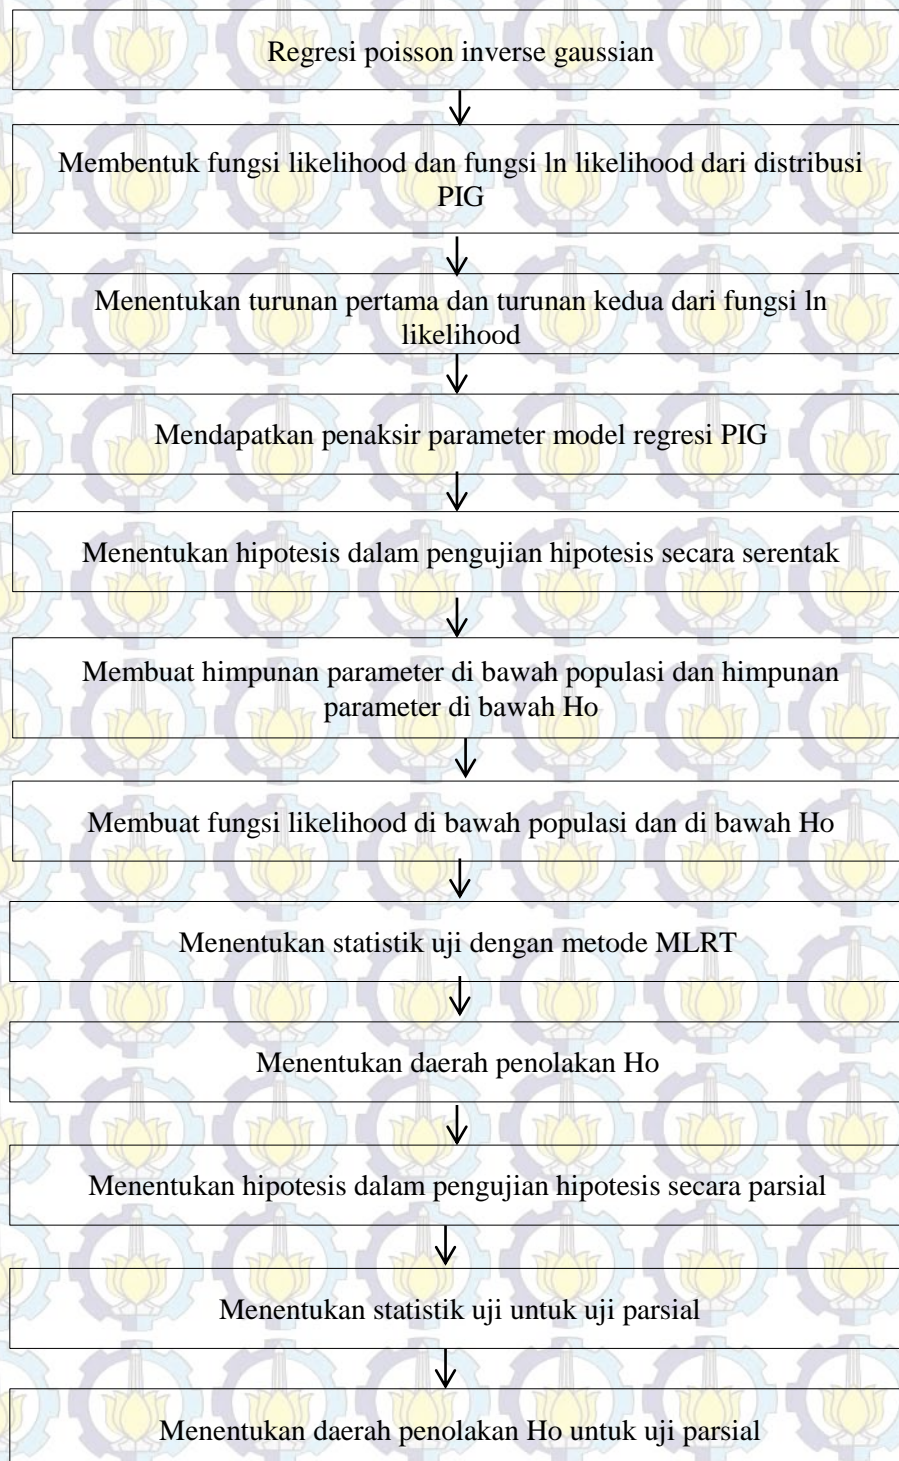 Regresi poisson inverse gaussian
Membentuk fungsi likelihood dan fungsi ln likelihood dari distribusi
PIG
Menentukan turunan pertama dan turunan kedua dari fungsi ln
likelihood
Mendapatkan penaksir parameter model regresi PIG
Menentukan hipotesis dalam pengujian hipotesis secara serentak
Membuat himpunan parameter di bawah populasi dan himpunan
parameter di bawah Ho
Membuat fungsi likelihood di bawah populasi dan di bawah Ho
Menentukan statistik uji dengan metode MLRT
Menentukan daerah penolakan Ho
Menentukan hipotesis dalam pengujian hipotesis secara parsial
Menentukan statistik uji untuk uji parsial
Menentukan daerah penolakan Ho untuk uji parsial